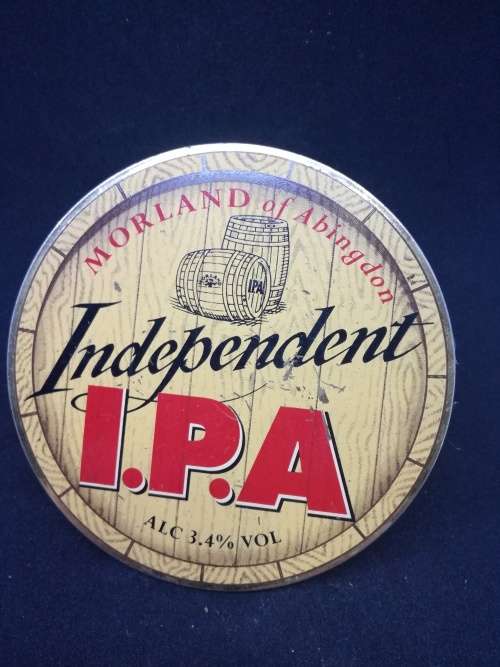 MORLAND of Abingdon
IPA
Independent
I.P.A
ALC 3.4% VOL